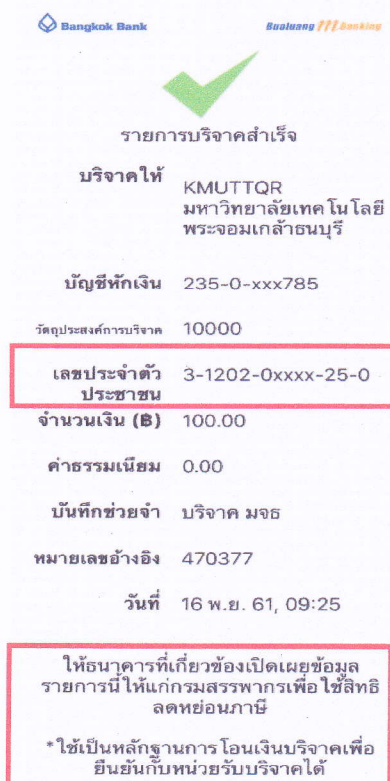 Bangkok Bank
Bualuang mBanking
รายการบริจาคสำเร็จ
บริจาคให้ KMUTTQR
มหาวิทยาลัยเทคโนโลยี
พระจอมเกล้าธนบุรี
บัญชีหักเงิน 235-0-xxx785
วัตถุประสงค์การบริจาค 10000
เลขประจำตัว 3-1202-0xxxx-25-0
ประชาชน
จำนวนเงิน (฿) 100.00
ค่าธรรมเนียม 0.00
บันทึกช่วยจำ บริจาค มจธ
หมายเลขอ้างอิง 470377
วันที่ 16 พ.ย. 61, 09:25
ให้ธนาคารที่เกี่ยวข้องเปิดเผยข้อมูล
รายการนี้ให้แก่กรมสรรพากรเพื่อใช้สิทธิ
ลดหย่อนภาษี
*ใช้เป็นหลักฐานการโอนเงินบริจาคเพื่อ
ยืนยันกับหน่วยรับบริจาคได้